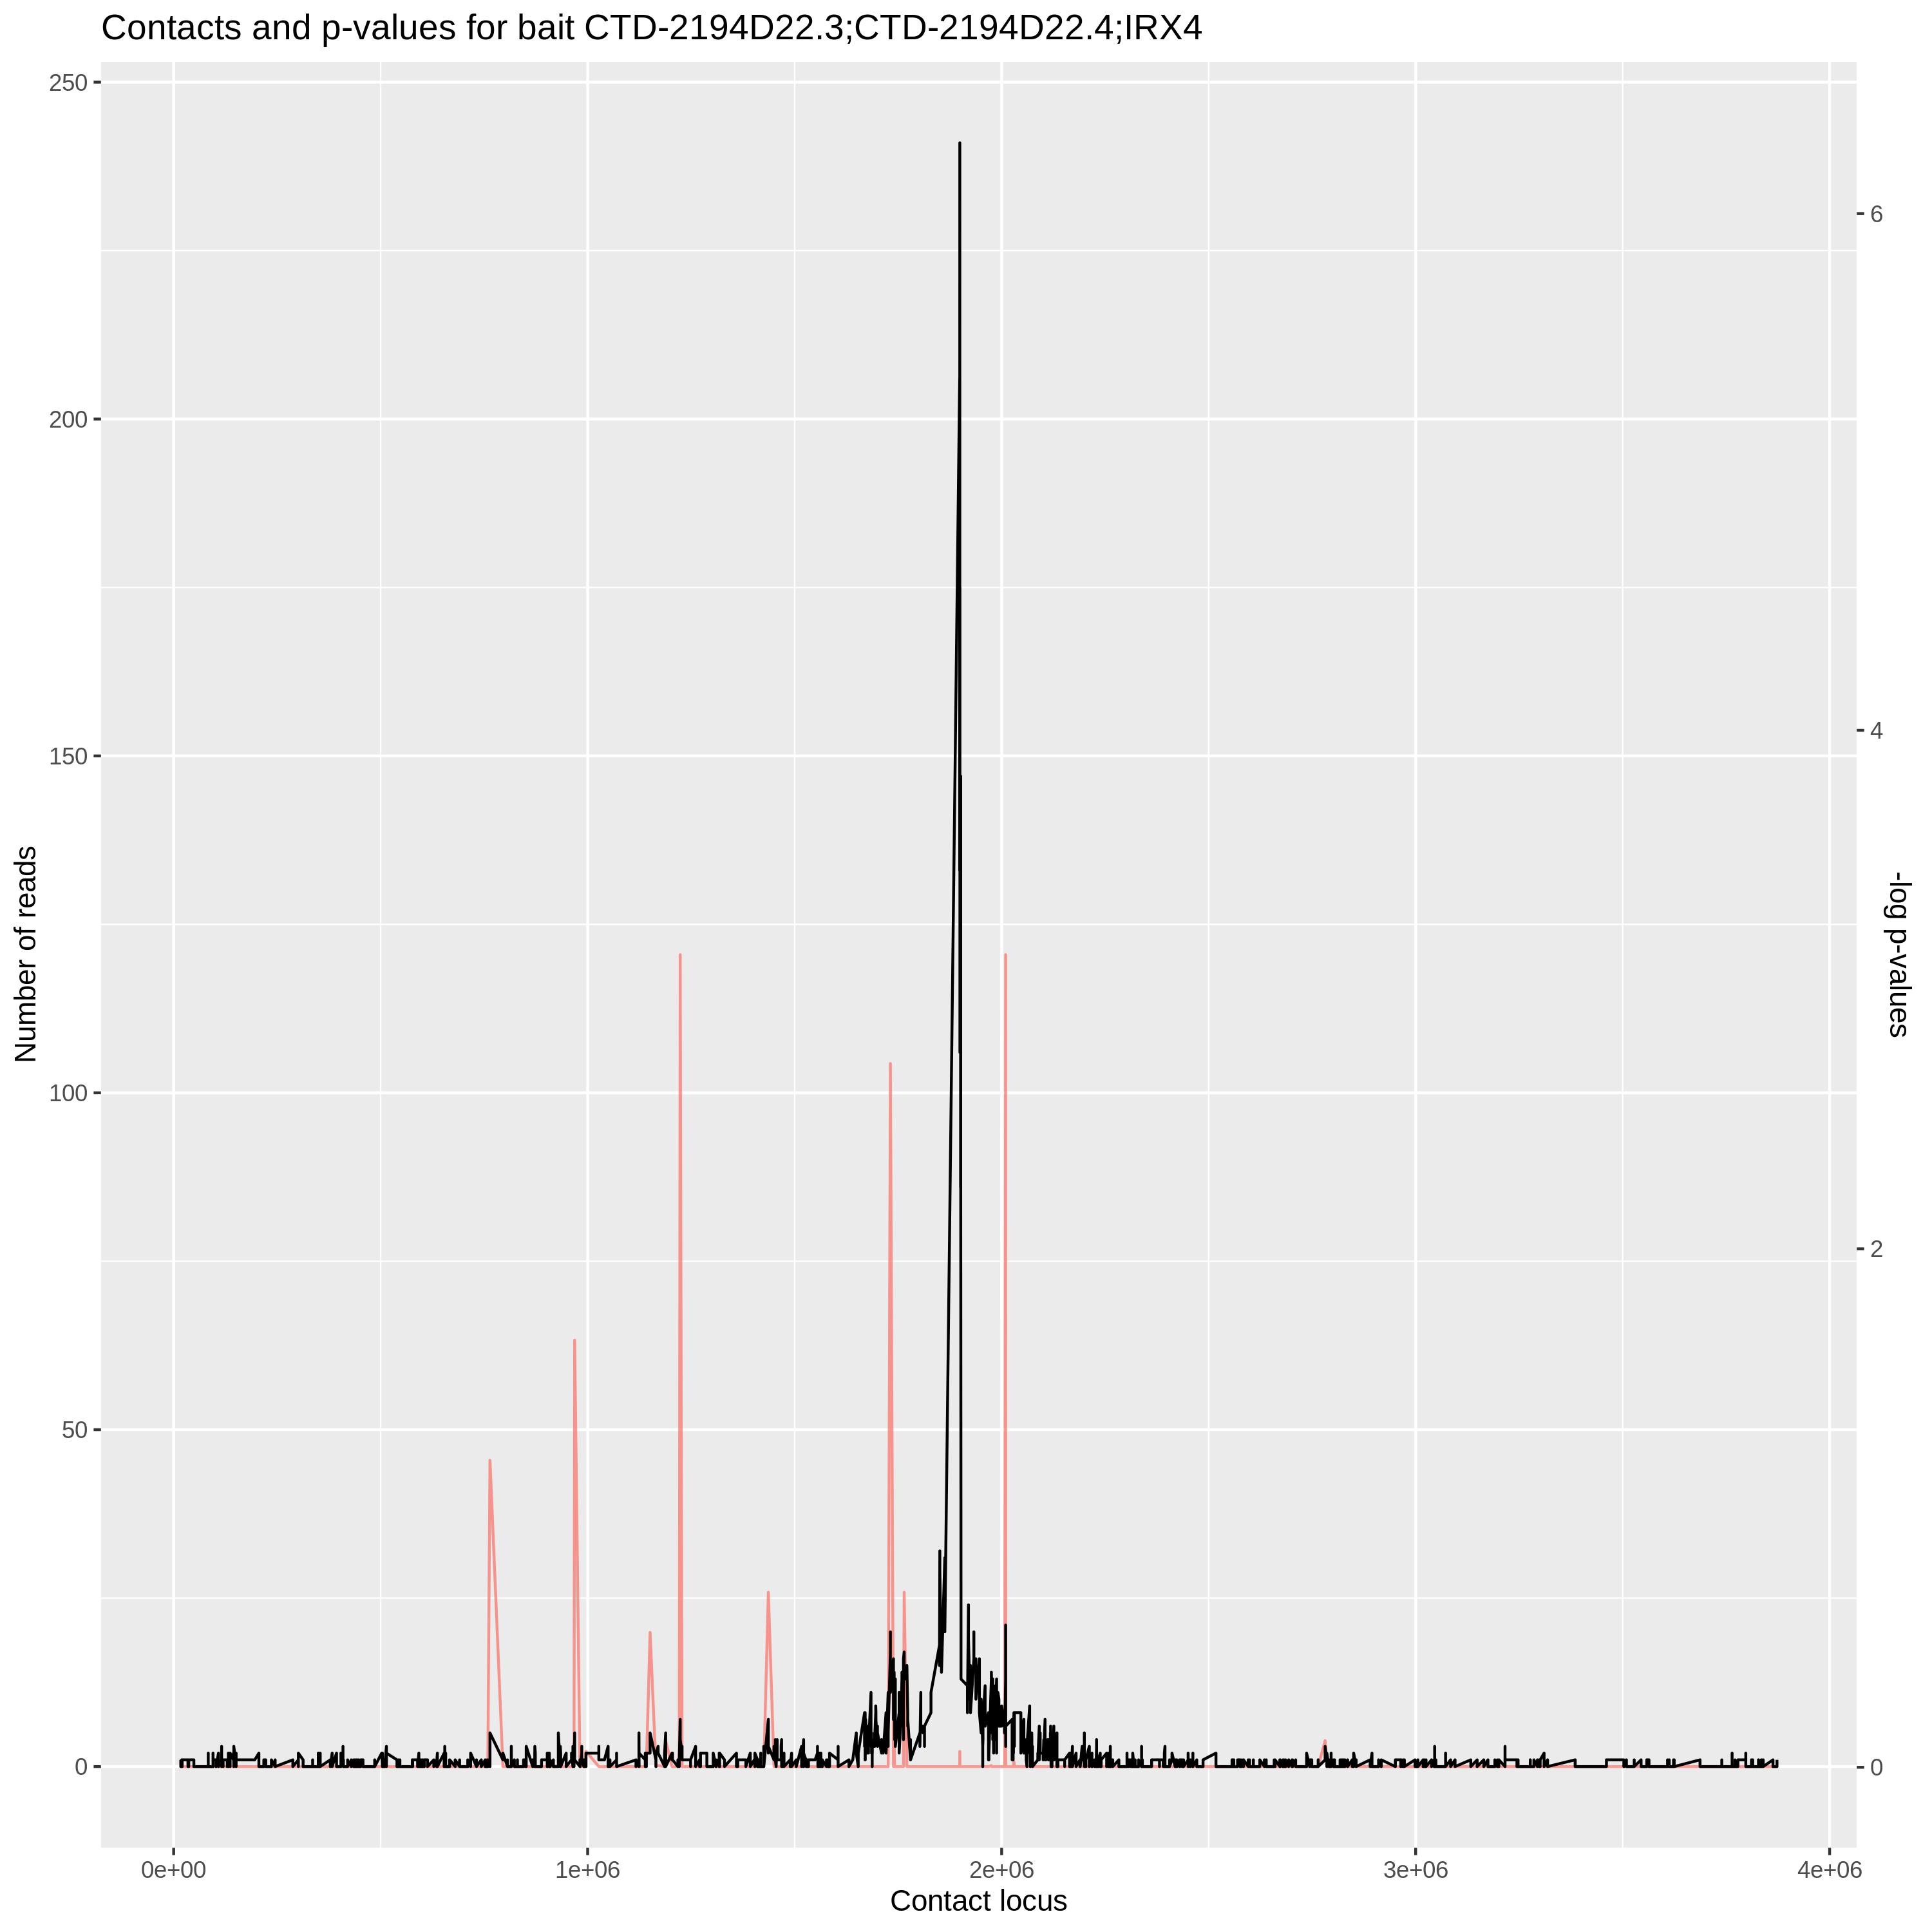 Contacts and p-values for bait CTD-2194D22.3;CTD-2194D22.4;IRX4
250
200
150
100
50
0
Number of reads
6
4
2
0
-log p-values
0e+00 1e+06 2e+06 3e+06 4e+06
Contact locus